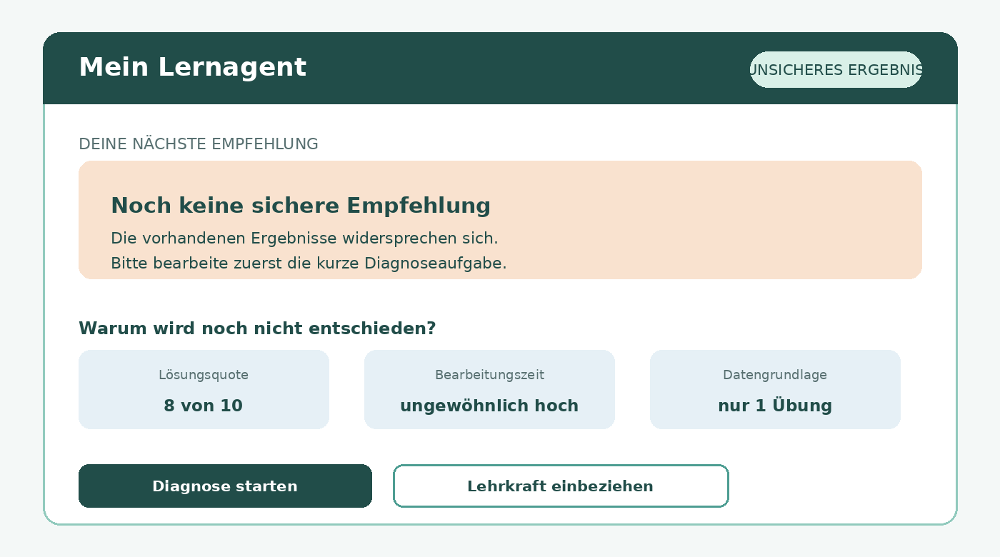 Mein Lernagent
UNSICHERES ERGEBNIS
DEINE NÄCHSTE EMPFEHLUNG
Noch keine sichere Empfehlung
Die vorhandenen Ergebnisse widersprechen sich.
Bitte bearbeite zuerst die kurze Diagnoseaufgabe.
Warum wird noch nicht entschieden?
Lösungsquote
8 von 10
Bearbeitungszeit
ungewöhnlich hoch
Datengrundlage
nur 1 Übung
Diagnose starten
Lehrkraft einbeziehen